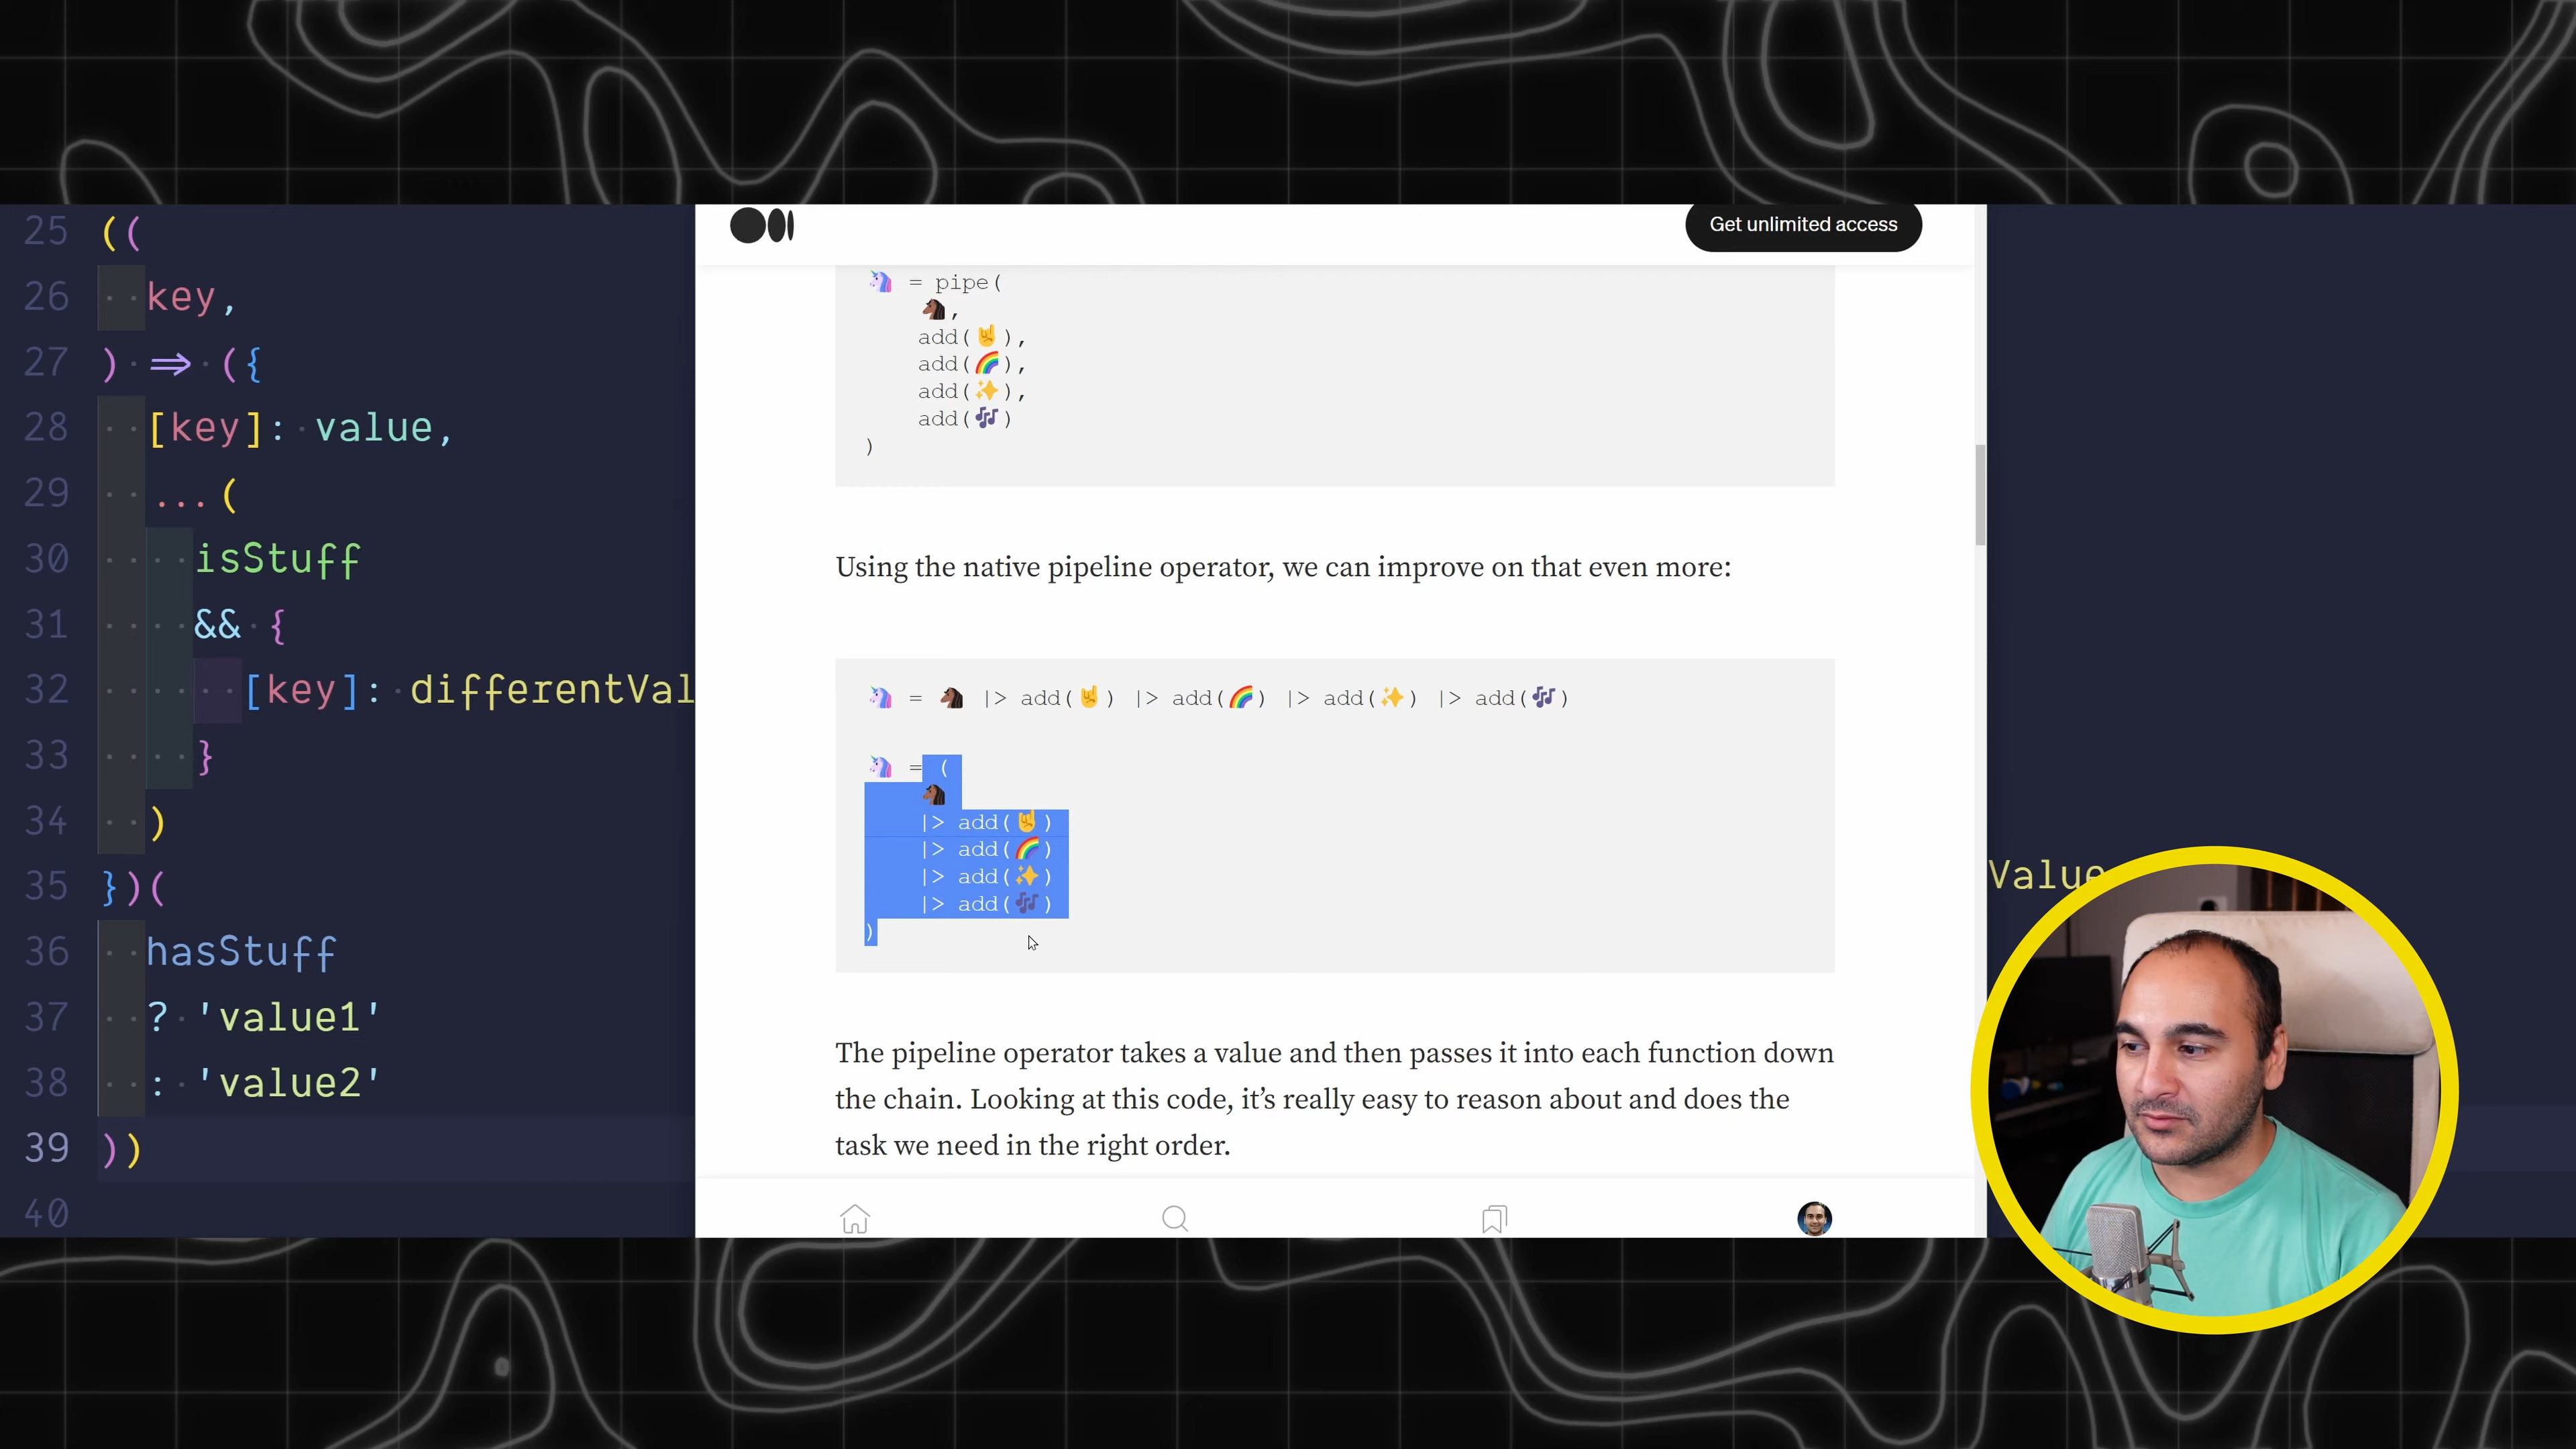 25 ((
26 key,
27 ) => ({
28 [key]: value,
29 ...(
30 isStuff
31 && {
32 [key]: differentVal
33 }
34 )
35 })(
36 hasStuff
37 ? 'value1'
38 : 'value2'
39 ))
40
Get unlimited access
🦄 = pipe(
🐴,
add(🤘),
add(🌈),
add(✨),
add(🎶)
)
Using the native pipeline operator, we can improve on that even more:
🦄 = 🐴 |> add(🤘) |> add(🌈) |> add(✨) |> add(🎶)
🦄 = (
🐴
|> add(🤘)
|> add(🌈)
|> add(✨)
|> add(🎶)
)
The pipeline operator takes a value and then passes it into each function down
the chain. Looking at this code, it’s really easy to reason about and does the
task we need in the right order.
Value